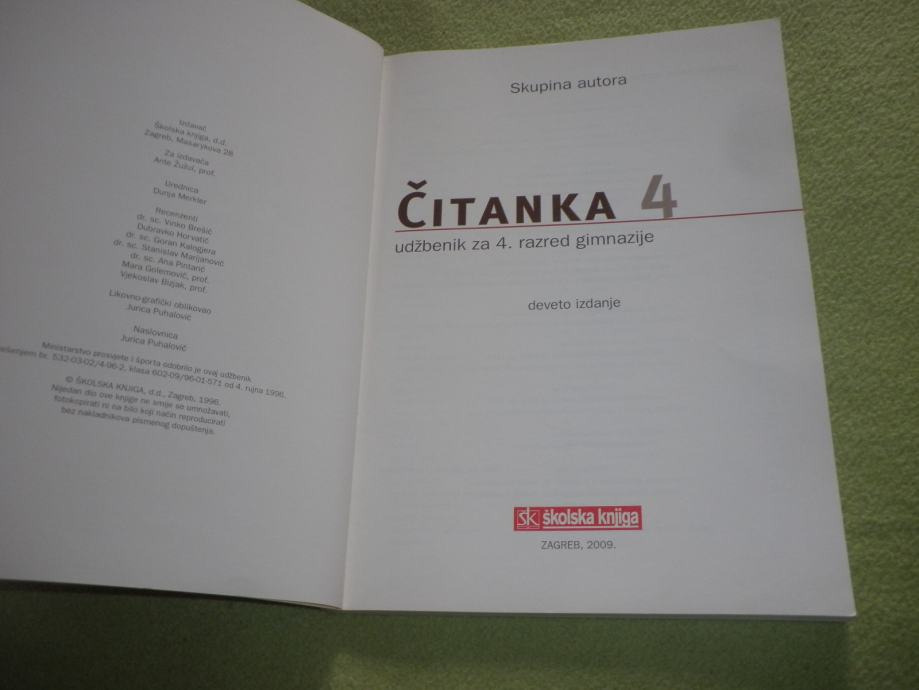 Izdavač
Školska knjiga, d.d.
Zagreb, Masarykova 28
Za izdavača
Ante Žužul, prof.
Urednica
Dunja Merkler
Recenzenti
dr. sc. Vinko Brešić
Dubravko Horvatić
dr. sc. Goran Kalogjera
dr. sc. Stanislav Marijanović
dr. sc. Ana Pintarić
Mara Golemović, prof.
Vjekoslav Bizjak, prof.
Likovno-grafički oblikovao
Jurica Puhalović
Naslovnica
Jurica Puhalović
Ministarstvo prosvjete i športa odobrilo je ovaj udžbenik
br. 532-03-02/4-96-2, klasa 602-09/96-01-571 od 4. rujna 1996.
© ŠKOLSKA KNJIGA, d.d., Zagreb, 1996.
Nijedan dio ove knjige ne smije se umnožavati,
fotokopirati ni na bilo koji način reproducirati
bez nakladnikova pismenog dopuštenja.
Skupina autora
ČITANKA 4
udžbenik za 4. razred gimnazije
deveto izdanje
ŠK školska knjiga
ZAGREB, 2009.